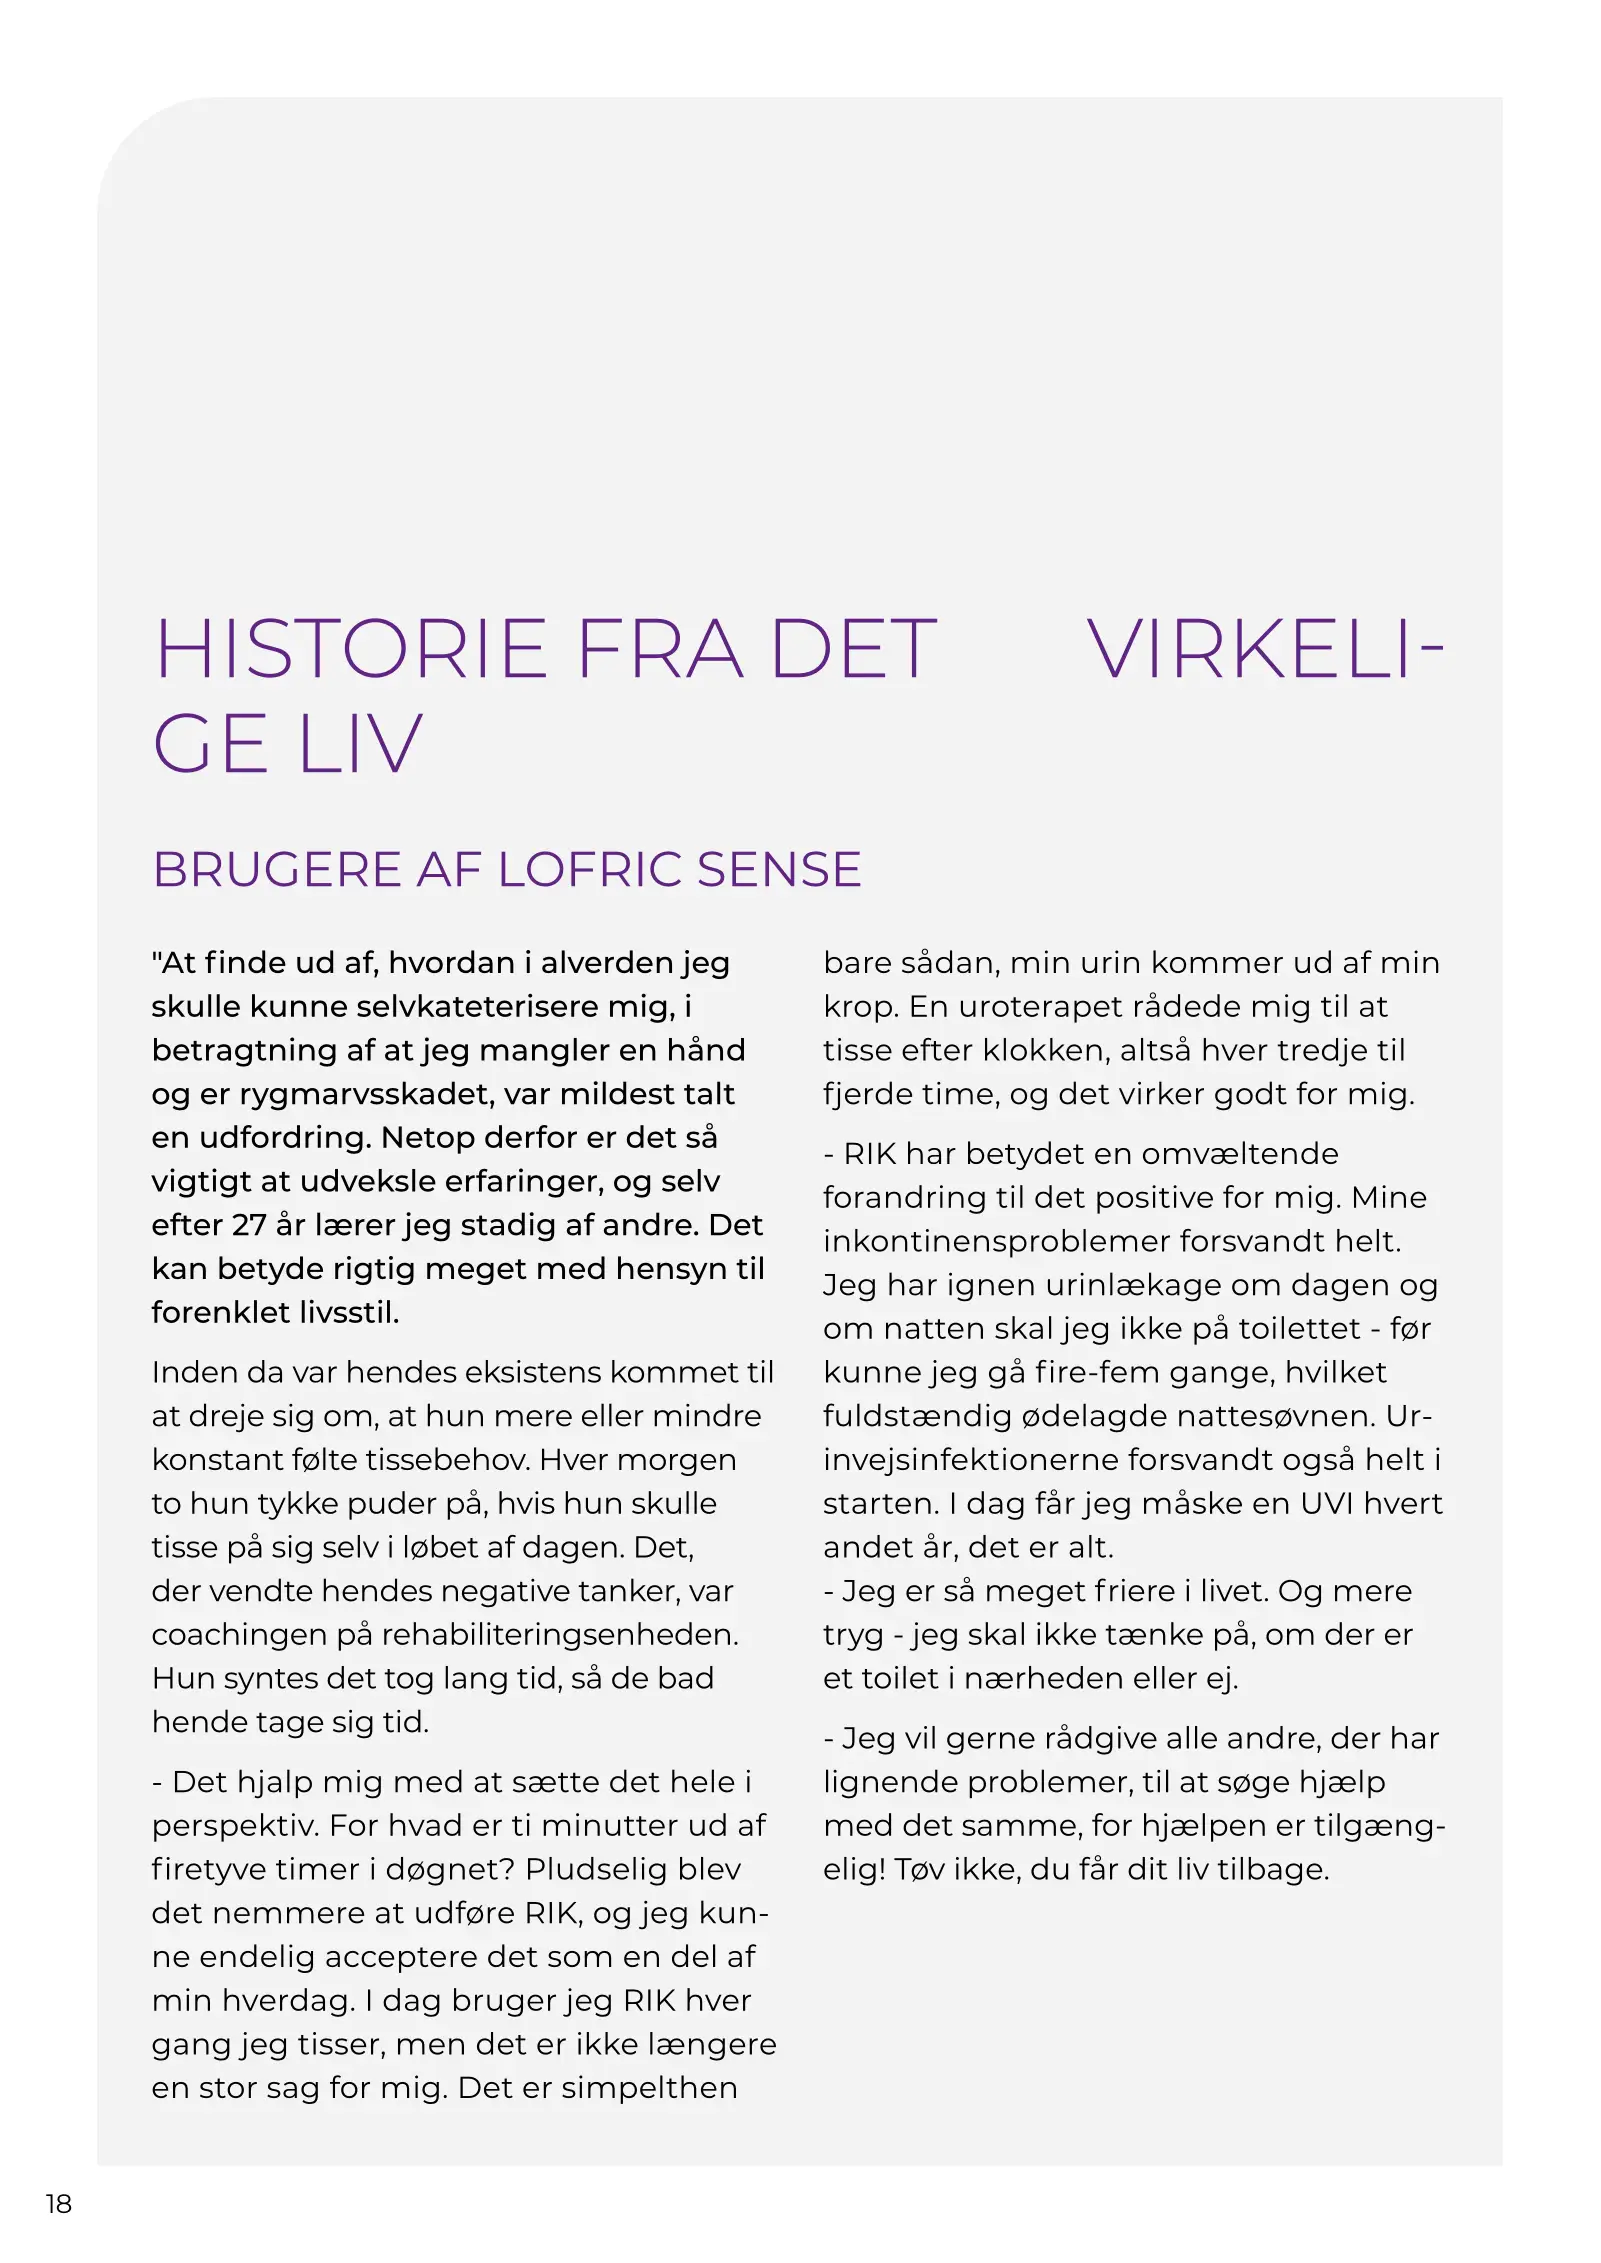 HISTORIE FRA DET VIRKELI-
GE LIV
BRUGERE AF LOFRIC SENSE
"At finde ud af, hvordan i alverden jeg
skulle kunne selvkateterisere mig, i
betragtning af at jeg mangler en hånd
og er rygmarvsskadet, var mildest talt
en udfordring. Netop derfor er det så
vigtigt at udveksle erfaringer, og selv
efter 27 år lærer jeg stadig af andre. Det
kan betyde rigtig meget med hensyn til
forenklet livsstil.
Inden da var hendes eksistens kommet til
at dreje sig om, at hun mere eller mindre
konstant følte tissebehov. Hver morgen
to hun tykke puder på, hvis hun skulle
tisse på sig selv i løbet af dagen. Det,
der vendte hendes negative tanker, var
coachingen på rehabiliteringsenheden.
Hun syntes det tog lang tid, så de bad
hende tage sig tid.
- Det hjalp mig med at sætte det hele i
perspektiv. For hvad er ti minutter ud af
firetyve timer i døgnet? Pludselig blev
det nemmere at udføre RIK, og jeg kun-
ne endelig acceptere det som en del af
min hverdag. I dag bruger jeg RIK hver
gang jeg tisser, men det er ikke længere
en stor sag for mig. Det er simpelthen
bare sådan, min urin kommer ud af min
krop. En uroterapet rådede mig til at
tisse efter klokken, altså hver tredje til
fjerde time, og det virker godt for mig.
- RIK har betydet en omvæltende
forandring til det positive for mig. Mine
inkontinensproblemer forsvandt helt.
Jeg har ignen urinlækage om dagen og
om natten skal jeg ikke på toilettet - før
kunne jeg gå fire-fem gange, hvilket
fuldstændig ødelagde nattesøvnen. Ur-
invejsinfektionerne forsvandt også helt i
starten. I dag får jeg måske en UVI hvert
andet år, det er alt.
- Jeg er så meget friere i livet. Og mere
tryg - jeg skal ikke tænke på, om der er
et toilet i nærheden eller ej.
- Jeg vil gerne rådgive alle andre, der har
lignende problemer, til at søge hjælp
med det samme, for hjælpen er tilgæng-
elig! Tøv ikke, du får dit liv tilbage.
18